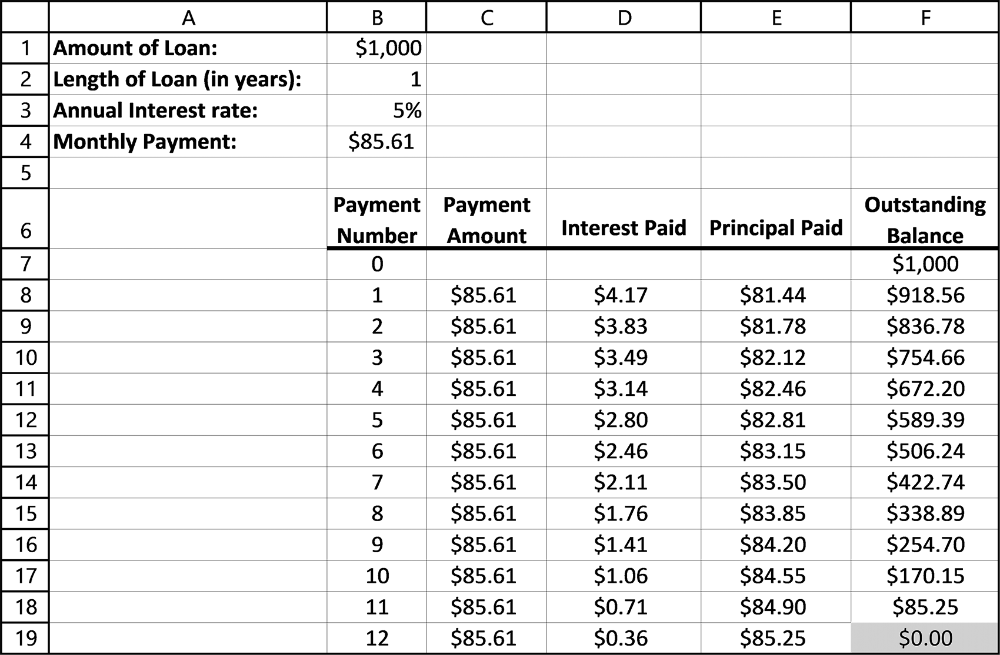 A B C D E F
1 Amount of Loan: $1,000
2 Length of Loan (in years): 1
3 Annual Interest rate: 5%
4 Monthly Payment: $85.61
5
6 Payment Number Payment Amount Interest Paid Principal Paid Outstanding Balance
7 0 $1,000
8 1 $85.61 $4.17 $81.44 $918.56
9 2 $85.61 $3.83 $81.78 $836.78
10 3 $85.61 $3.49 $82.12 $754.66
11 4 $85.61 $3.14 $82.46 $672.20
12 5 $85.61 $2.80 $82.81 $589.39
13 6 $85.61 $2.46 $83.15 $506.24
14 7 $85.61 $2.11 $83.50 $422.74
15 8 $85.61 $1.76 $83.85 $338.89
16 9 $85.61 $1.41 $84.20 $254.70
17 10 $85.61 $1.06 $84.55 $170.15
18 11 $85.61 $0.71 $84.90 $85.25
19 12 $85.61 $0.36 $85.25 $0.00